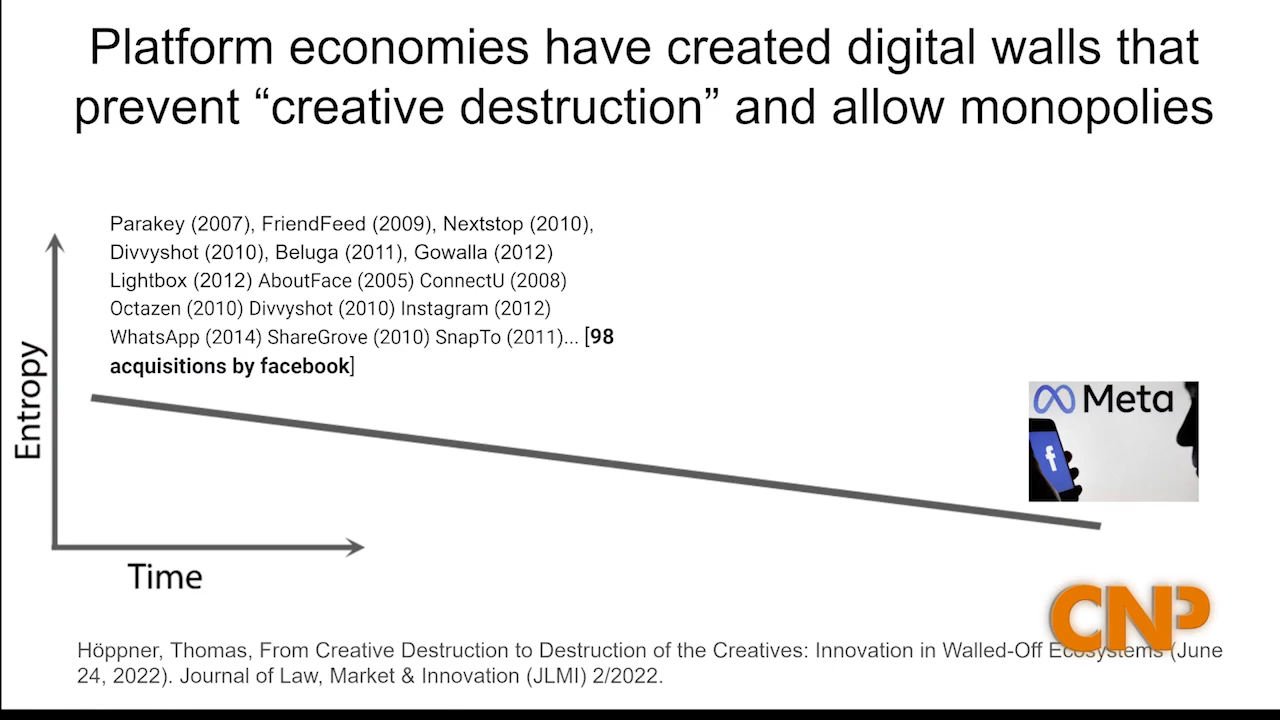 Platform economies have created digital walls that
prevent “creative destruction” and allow monopolies
Parakey (2007), FriendFeed (2009), Nextstop (2010),
Divvyshot (2010), Beluga (2011), Gowalla (2012)
Lightbox (2012) AboutFace (2005) ConnectU (2008)
Octazen (2010) Divvyshot (2010) Instagram (2012)
WhatsApp (2014) ShareGrove (2010) SnapTo (2011)... [98
acquisitions by facebook]
Entropy
Time
Meta
f
CNP
Höppner, Thomas, From Creative Destruction to Destruction of the Creatives: Innovation in Walled-Off Ecosystems (June
24, 2022). Journal of Law, Market & Innovation (JLMI) 2/2022.